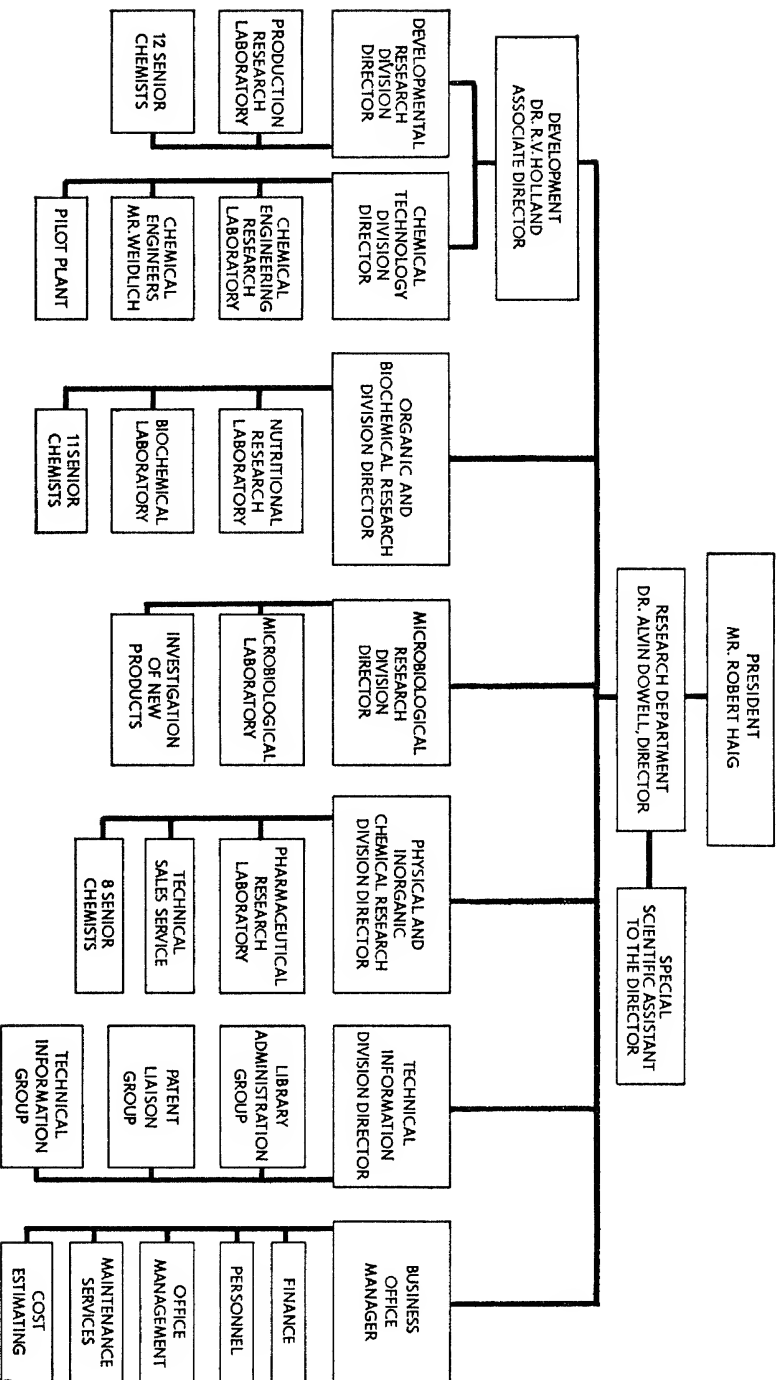 PRESIDENT
MR. ROBERT HAIG
RESEARCH DEPARTMENT
DR. ALVIN DOWELL, DIRECTOR
SPECIAL
SCIENTIFIC ASSISTANT
TO THE DIRECTOR
DEVELOPMENT
DR. R.V. HOLLAND
ASSOCIATE DIRECTOR
DEVELOPMENTAL
RESEARCH
DIVISION
DIRECTOR
PRODUCTION
RESEARCH
LABORATORY
12 SENIOR
CHEMISTS
CHEMICAL
TECHNOLOGY
DIVISION
DIRECTOR
CHEMICAL
ENGINEERING
RESEARCH
LABORATORY
CHEMICAL
ENGINEERS
MR. WEIDLICH
PILOT PLANT
ORGANIC AND
BIOCHEMICAL RESEARCH
DIVISION DIRECTOR
NUTRITIONAL
RESEARCH
LABORATORY
BIOCHEMICAL
LABORATORY
11 SENIOR
CHEMISTS
MICROBIOLOGICAL
RESEARCH
DIVISION
DIRECTOR
MICROBIOLOGICAL
LABORATORY
INVESTIGATION
OF NEW
PRODUCTS
PHYSICAL AND
INORGANIC
CHEMICAL RESEARCH
DIVISION DIRECTOR
PHARMACEUTICAL
RESEARCH
LABORATORY
TECHNICAL
SALES SERVICE
8 SENIOR
CHEMISTS
TECHNICAL
INFORMATION
DIVISION DIRECTOR
LIBRARY
ADMINISTRATION
GROUP
PATENT
LIAISON
GROUP
TECHNICAL
INFORMATION
GROUP
BUSINESS
OFFICE
MANAGER
FINANCE
PERSONNEL
OFFICE
MANAGEMENT
MAINTENANCE
SERVICES
COST
ESTIMATING